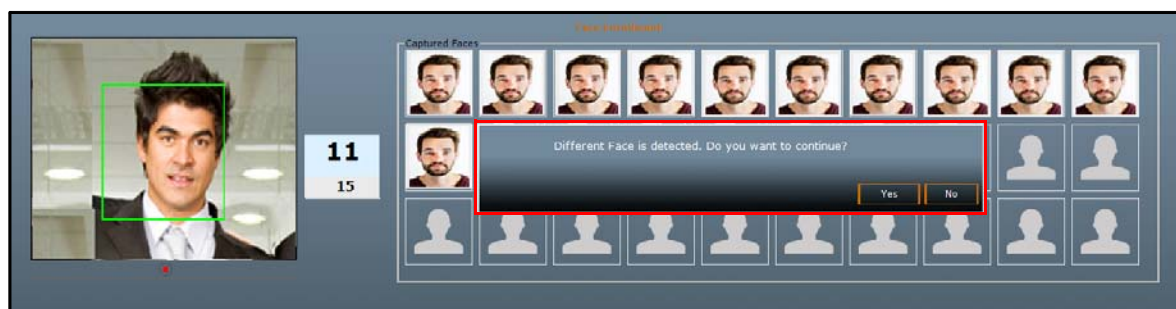 Face Enrollment
Captured Faces
11
15
Different Face is detected. Do you want to continue?
Yes
No